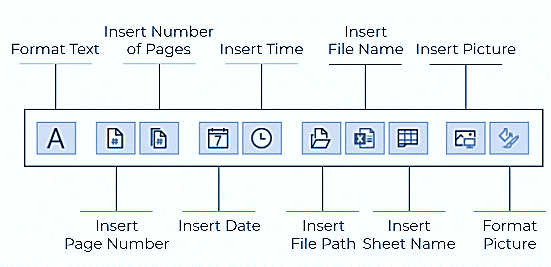 Insert Number
of Pages
Insert
File Name
Format Text
Insert Time
Insert Picture
A
#
#
7
X
Insert
Page Number
Insert Date
Insert
File Path
Insert
Sheet Name
Format
Picture